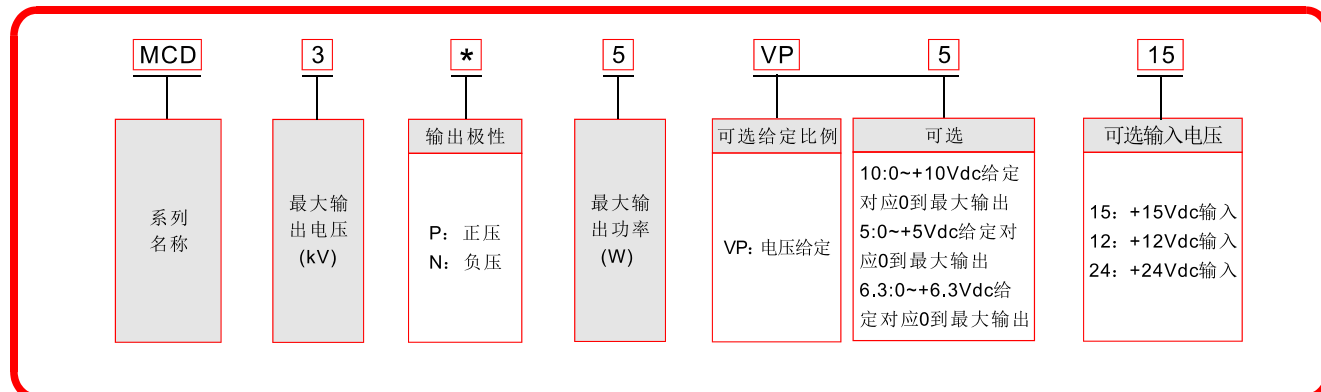 MCD
3
*
5
VP
5
15
系列
名称
最大输
出电压
(kV)
输出极性
P：正压
N：负压
最大输
出功率
(W)
可选给定比例
VP：电压给定
可选
10:0~+10Vdc给定
对应0到最大输出
5:0~+5Vdc给定对
应0到最大输出
6.3:0~+6.3Vdc给
定对应0到最大输出
可选输入电压
15：+15Vdc输入
12：+12Vdc输入
24：+24Vdc输入